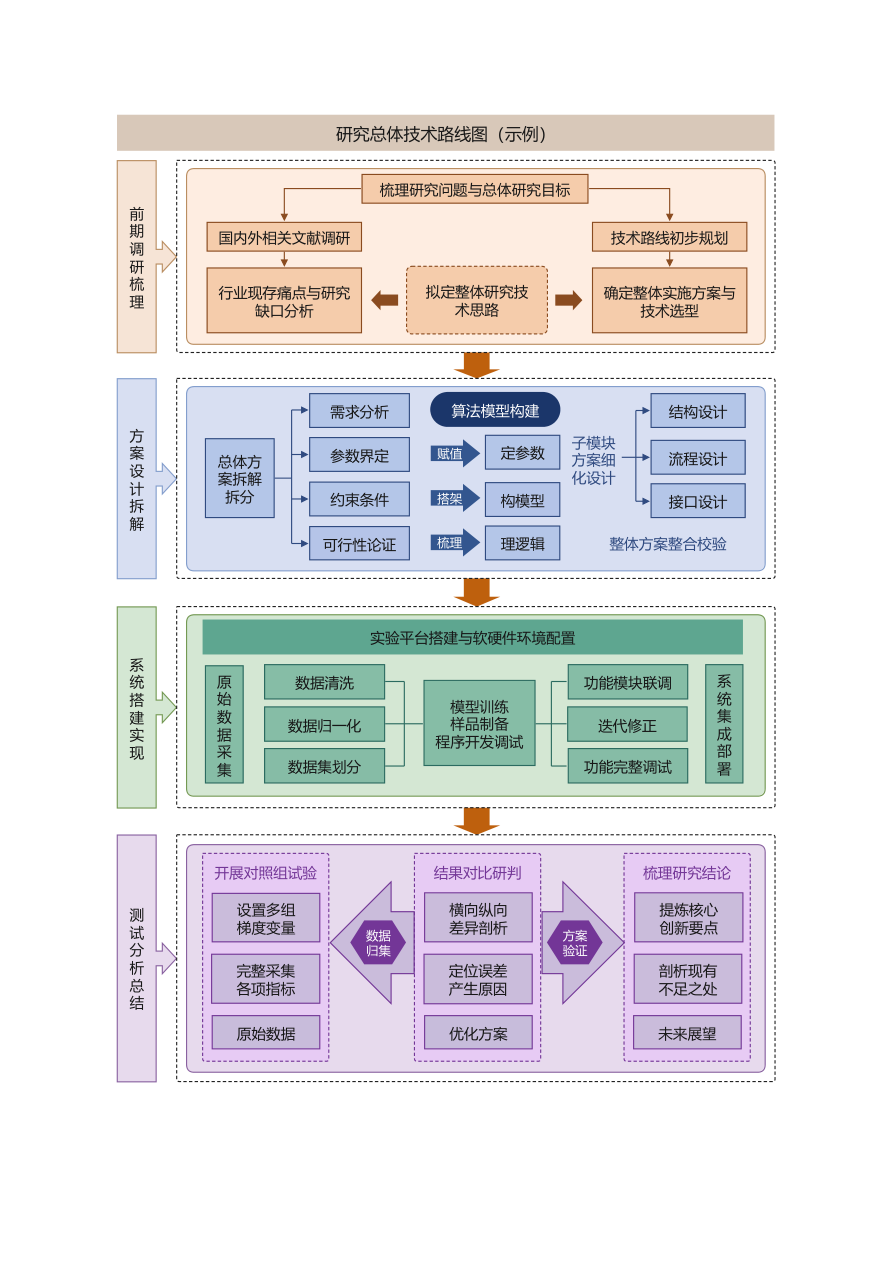 研究总体技术路线图（示例）
前期调研梳理
梳理研究问题与总体研究目标
国内外相关文献调研
技术路线初步规划
行业现存痛点与研究
缺口分析
拟定整体研究技
术思路
确定整体实施方案与
技术选型
方案设计拆解
总体方
案拆解
拆分
需求分析
参数界定
约束条件
可行性论证
算法模型构建
赋值
定参数
搭架
构模型
梳理
理逻辑
子模块
方案细
化设计
结构设计
流程设计
接口设计
整体方案整合校验
系统搭建实现
实验平台搭建与软硬件环境配置
原始数据采集
数据清洗
数据归一化
数据集划分
模型训练
样品制备
程序开发调试
功能模块联调
迭代修正
功能完整调试
系统集成部署
测试分析总结
开展对照组试验
设置多组
梯度变量
完整采集
各项指标
原始数据
数据
归集
结果对比研判
横向纵向
差异剖析
定位误差
产生原因
优化方案
方案
验证
梳理研究结论
提炼核心
创新要点
剖析现有
不足之处
未来展望